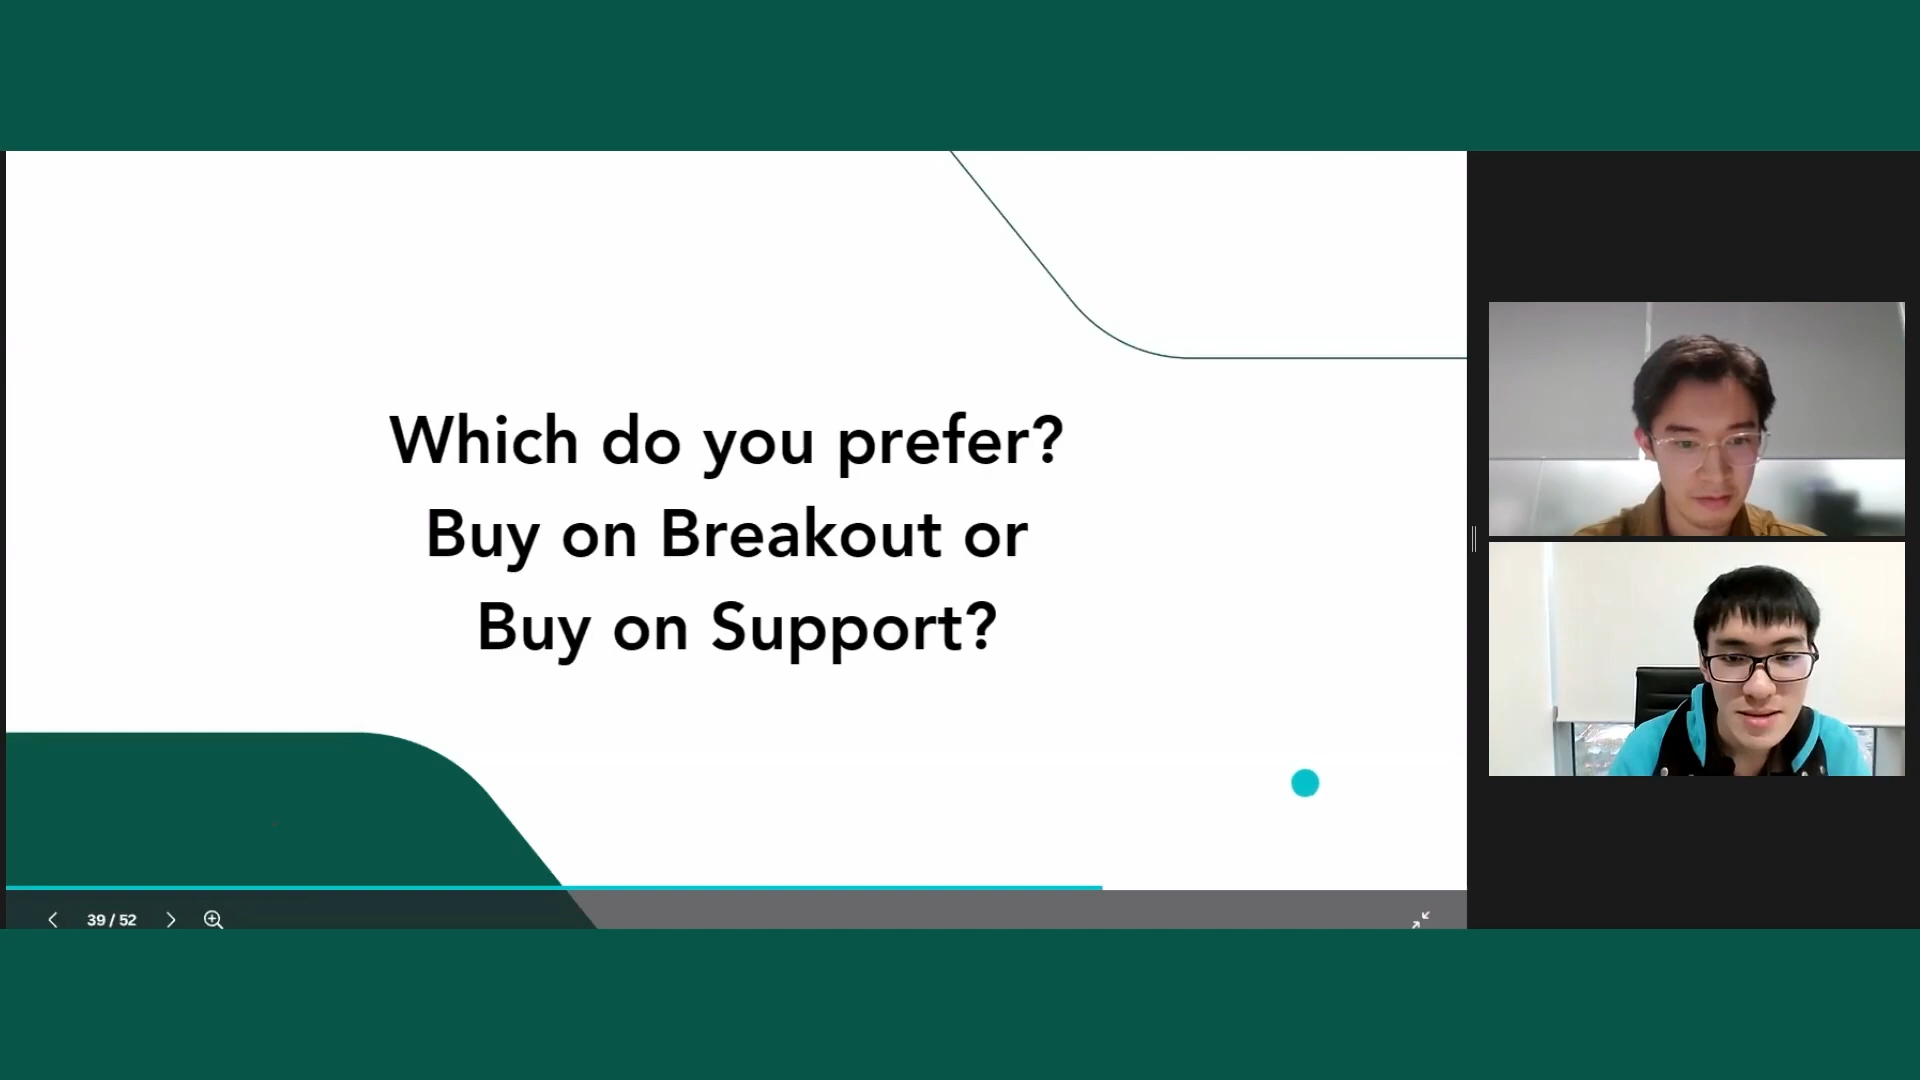 Which do you prefer?
Buy on Breakout or
Buy on Support?
39 / 52